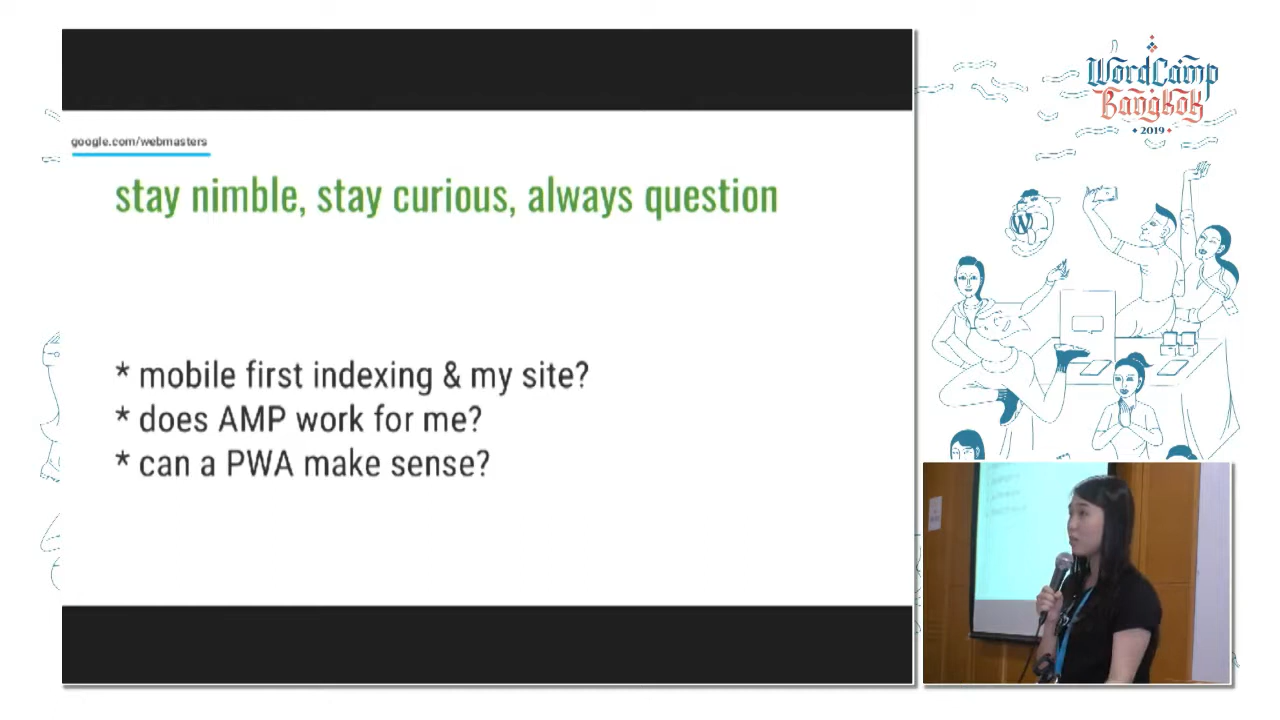 google.com/webmasters
stay nimble, stay curious, always question
* mobile first indexing & my site?
* does AMP work for me?
* can a PWA make sense?
WordCamp
Bangkok
2019